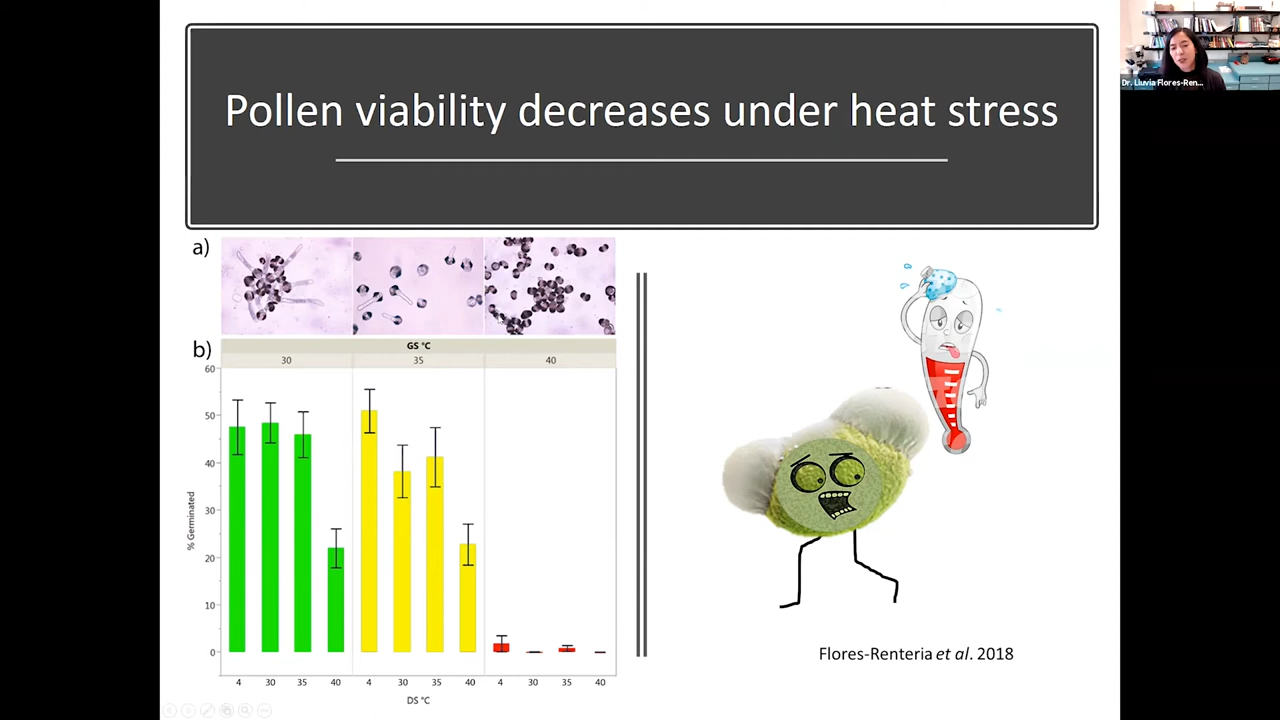 Pollen viability decreases under heat stress
Dr. Lluvia Flores-Ren...
a)
b)
GS °C
30 35 40
60
50
40
30
20
10
0
% Germinated
4 30 35 40 4 30 35 40 4 30 35 40
DS °C
Flores-Renteria et al. 2018